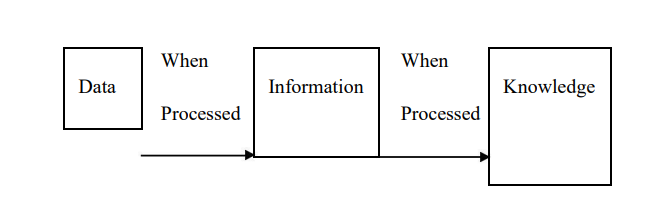 When
When
Data
Information
Knowledge
Processed
Processed